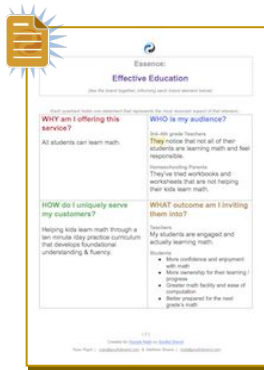 Essence:
Effective Education
WHY am I offering this
service?
All students can learn math.
WHO is my audience?
3rd-4th grade Teachers
They notice that not all of their
students are learning math and feel
responsible.
Homeschooling Parents
They've tried workbooks and
worksheets that are not helping
their kids learn math.
HOW do I uniquely serve
my customers?
Helping kids learn math through a
ten minute /day practice curriculum
that develops foundational
understanding & fluency.
WHAT outcome am I inviting
them into?
Teachers
My students are engaged and
actually learning math.
Students
More confidence and enjoyment
with math
More ownership for their learning /
progress
Greater math facility and ease of
computation.
Better prepared for the next
grade's math